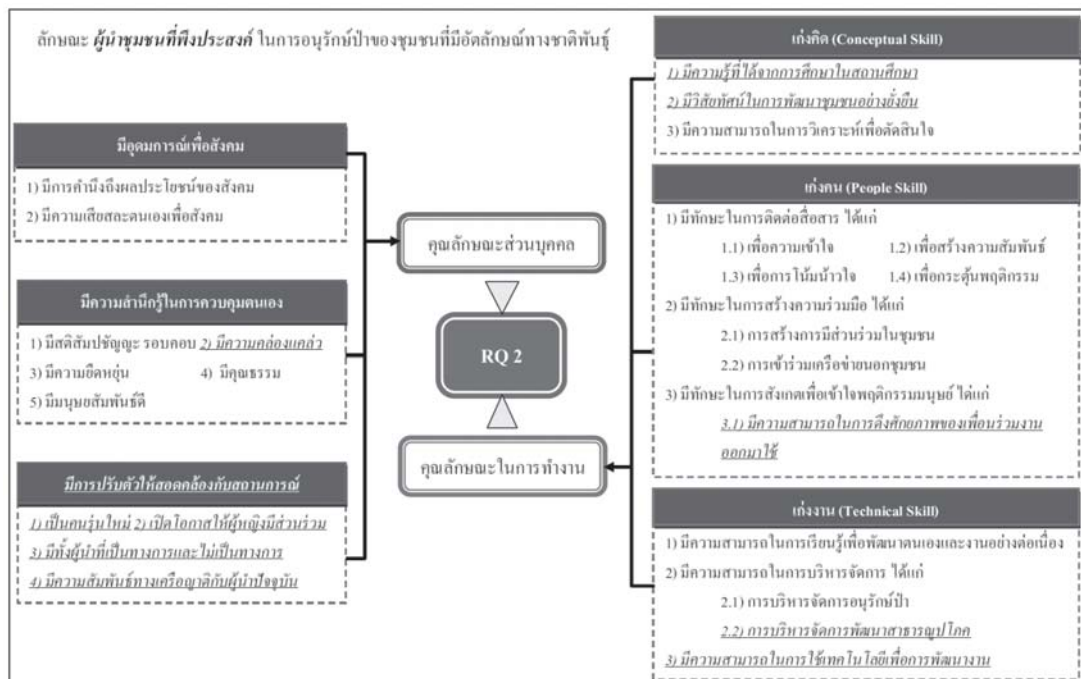 ลักษณะ ผู้นำชุมชนที่พึงประสงค์ ในการอนุรักษ์ป่าของชุมชนที่มีอัตลักษณ์ทางชาติพันธุ์
มีอุดมการณ์เพื่อสังคม
1) มีการคำนึงถึงผลประโยชน์ของสังคม
2) มีความเสียสละตนเองเพื่อสังคม
มีความสำนึกรู้ในการควบคุมตนเอง
1) มีสติสัมปชัญญะ รอบคอบ 2) มีความคล่องแคล่ว
3) มีความยืดหยุ่น 4) มีคุณธรรม
5) มีมนุษยสัมพันธ์ดี
มีการปรับตัวให้สอดคล้องกับสถานการณ์
1) เป็นคนรุ่นใหม่ 2) เปิดโอกาสให้ผู้หญิงมีส่วนร่วม
3) มีทั้งผู้นำที่เป็นทางการและไม่เป็นทางการ
4) มีความสัมพันธ์ทางเครือญาติกับผู้นำปัจจุบัน
คุณลักษณะส่วนบุคคล
RQ 2
คุณลักษณะในการทำงาน
เก่งคิด (Conceptual Skill)
1) มีความรู้ที่ได้จากการศึกษาในสถานศึกษา
2) มีวิสัยทัศน์ในการพัฒนาชุมชนอย่างยั่งยืน
3) มีความสามารถในการวิเคราะห์เพื่อตัดสินใจ
เก่งคน (People Skill)
1) มีทักษะในการติดต่อสื่อสาร ได้แก่
1.1) เพื่อความเข้าใจ 1.2) เพื่อสร้างความสัมพันธ์
1.3) เพื่อการโน้มน้าวใจ 1.4) เพื่อกระตุ้นพฤติกรรม
2) มีทักษะในการสร้างความร่วมมือ ได้แก่
2.1) การสร้างการมีส่วนร่วมในชุมชน
2.2) การเข้าร่วมเครือข่ายนอกชุมชน
3) มีทักษะในการสังเกตเพื่อเข้าใจพฤติกรรมมนุษย์ ได้แก่
3.1) มีความสามารถในการดึงศักยภาพของเพื่อนร่วมงาน
ออกมาใช้
เก่งงาน (Technical Skill)
1) มีความสามารถในการเรียนรู้เพื่อพัฒนาตนเองและงานอย่างต่อเนื่อง
2) มีความสามารถในการบริหารจัดการ ได้แก่
2.1) การบริหารจัดการอนุรักษ์ป่า
2.2) การบริหารจัดการพัฒนาสาธารณูปโภค
3) มีความสามารถในการใช้เทคโนโลยีเพื่อการพัฒนางาน